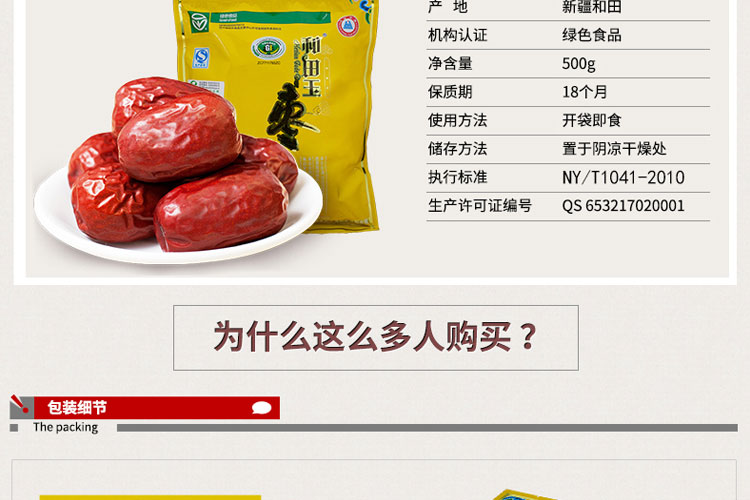 和田玉
枣
产 地 新疆和田
机构认证 绿色食品
净含量 500g
保质期 18个月
使用方法 开袋即食
储存方法 置于阴凉干燥处
执行标准 NY/T1041-2010
生产许可证编号 QS 653217020001
为什么这么多人购买？
包装细节
The packing